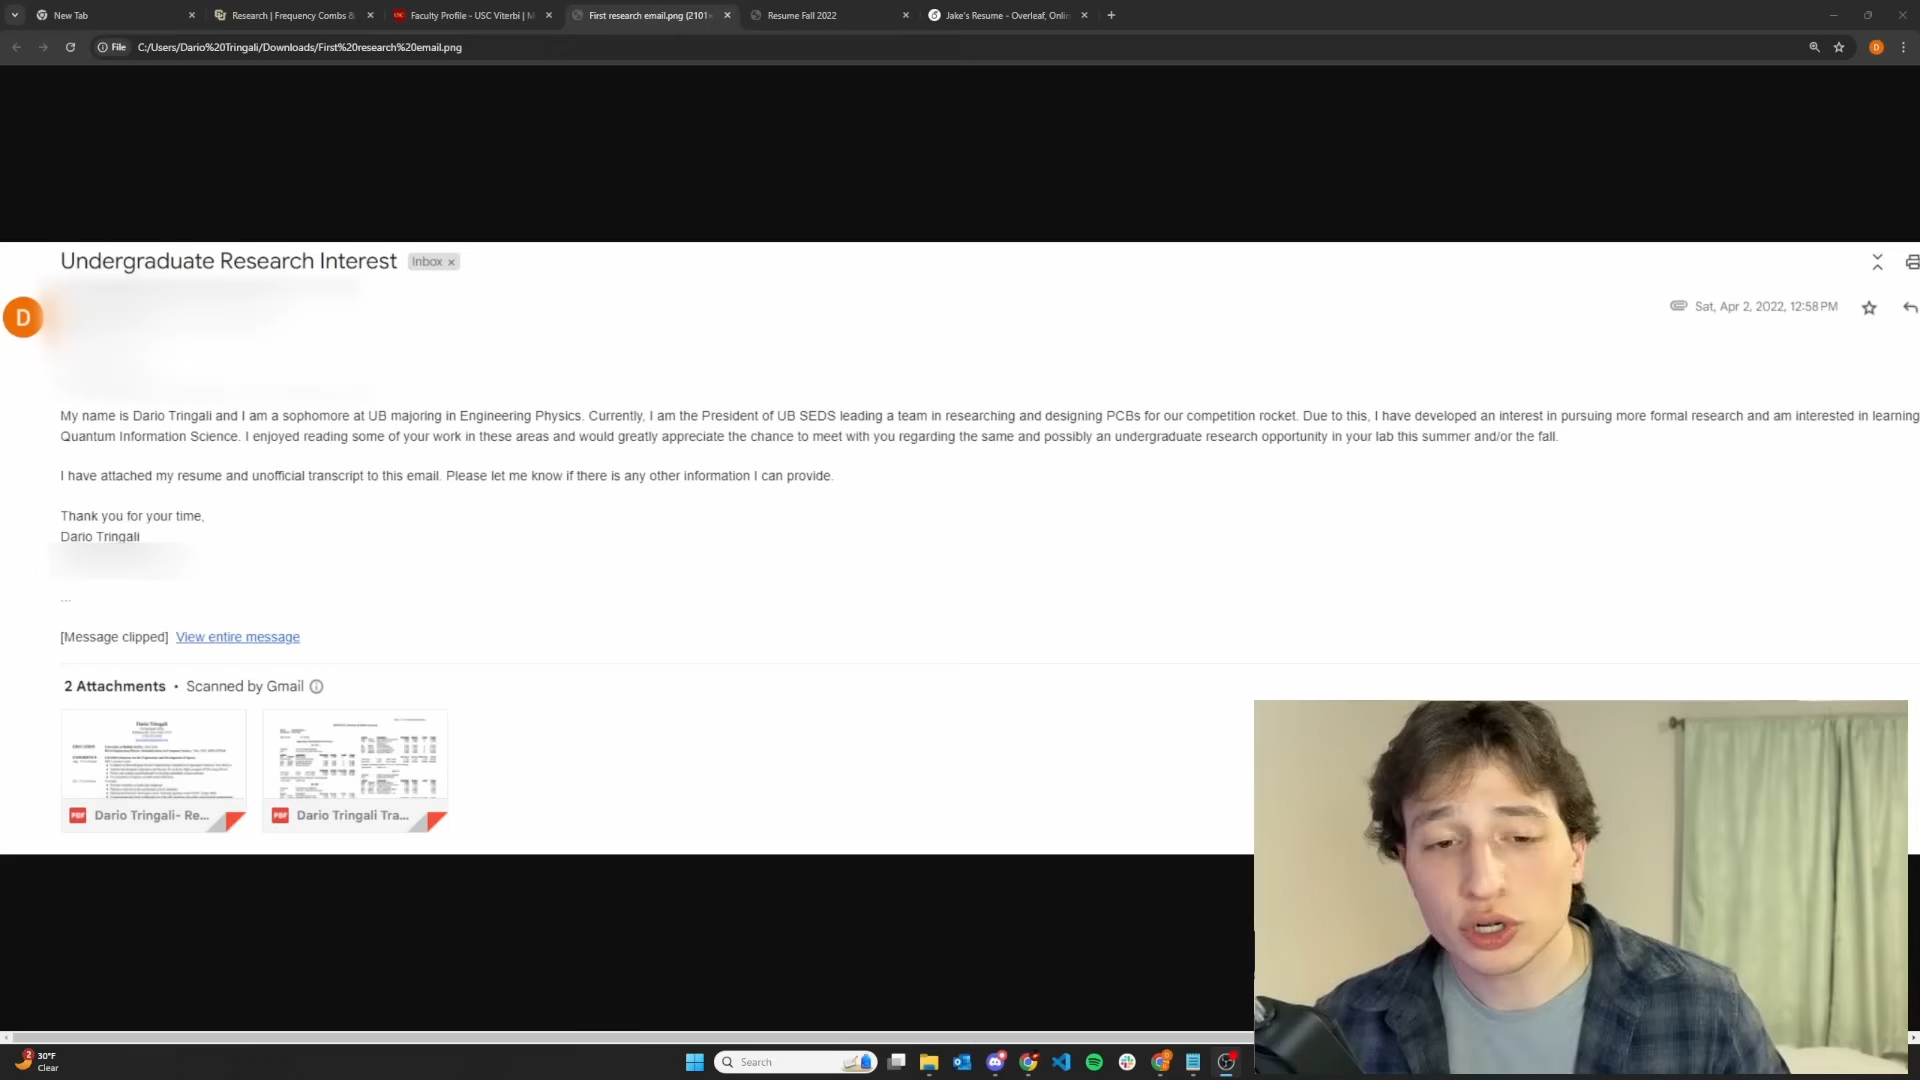 New Tab
Research | Frequency Combs &
USC
Faculty Profile - USC Viterbi | M
First research email.png (2101×
Resume Fall 2022
Jake's Resume - Overleaf, Onlin
File C:/Users/Dario%20Tringali/Downloads/First%20research%20email.png
D
Undergraduate Research Interest Inbox x
D
Sat, Apr 2, 2022, 12:58 PM
My name is Dario Tringali and I am a sophomore at UB majoring in Engineering Physics. Currently, I am the President of UB SEDS leading a team in researching and designing PCBs for our competition rocket. Due to this, I have developed an interest in pursuing more formal research and am interested in learning
Quantum Information Science. I enjoyed reading some of your work in these areas and would greatly appreciate the chance to meet with you regarding the same and possibly an undergraduate research opportunity in your lab this summer and/or the fall.
I have attached my resume and unofficial transcript to this email. Please let me know if there is any other information I can provide.
Thank you for your time,
Dario Tringali
...
[Message clipped] View entire message
2 Attachments • Scanned by Gmail
Dario Tringali
EDUCATION
EXPERIENCE
PDF Dario Tringali- Re...
PDF Dario Tringali Tra...
2
30°F
Clear
Search